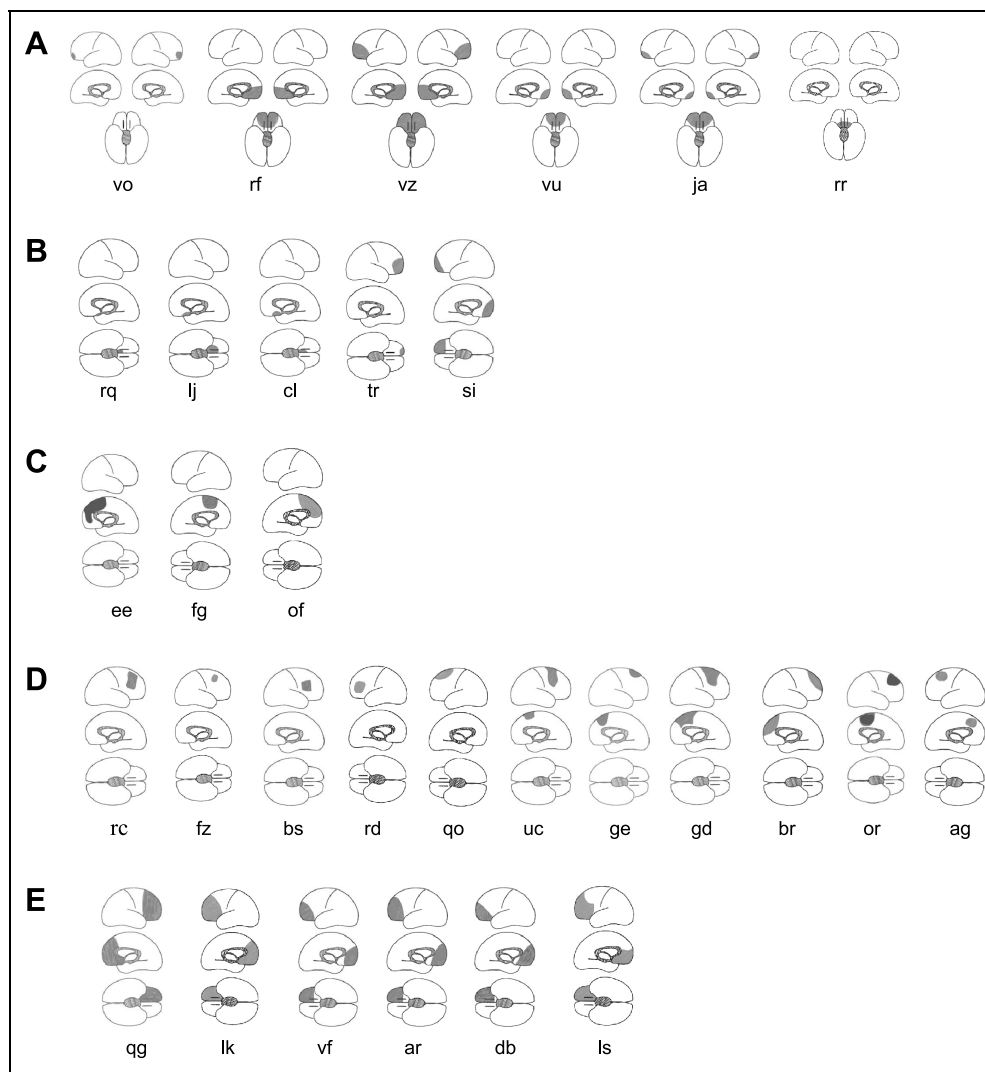 A
vo rf vz vu ja rr
B
rq lj cl tr si
C
ee fg of
D
rc fz bs rd qo uc ge gd br or ag
E
qg lk vf ar db ls